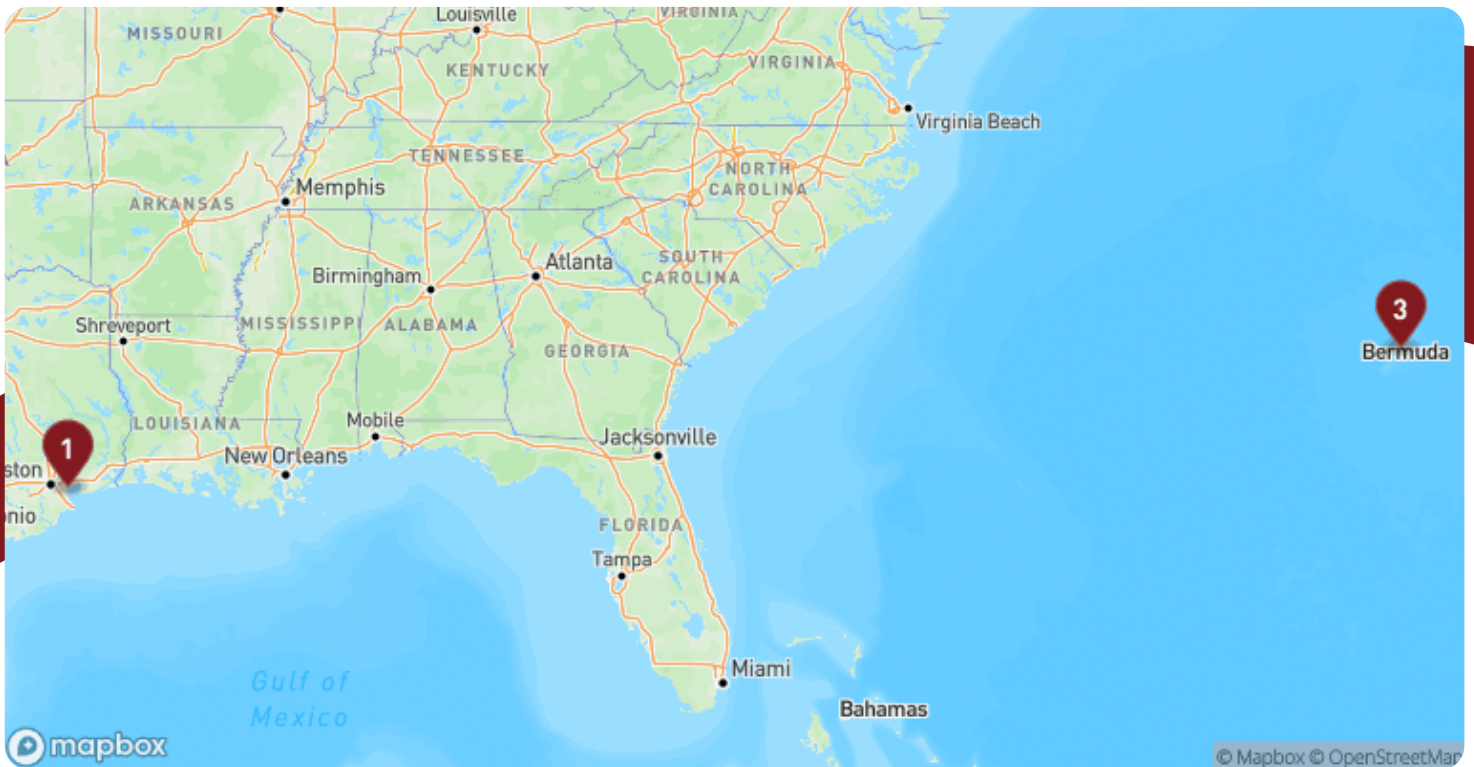 Louisville
VIRGINIA
MISSOURI
VIRGINIA
KENTUCKY
Virginia Beach
TENNESSEE
NORTH
CAROLINA
Memphis
ARKANSAS
SOUTH
CAROLINA
Atlanta
Birmingham
3
Shreveport
MISSISSIPPI
ALABAMA
GEORGIA
Bermuda
LOUISIANA
Mobile
Jacksonville
1
New Orleans
ston
onio
FLORIDA
Tampa
Miami
Gulf of
Mexico
Bahamas
mapbox
© Mapbox © OpenStreetMap